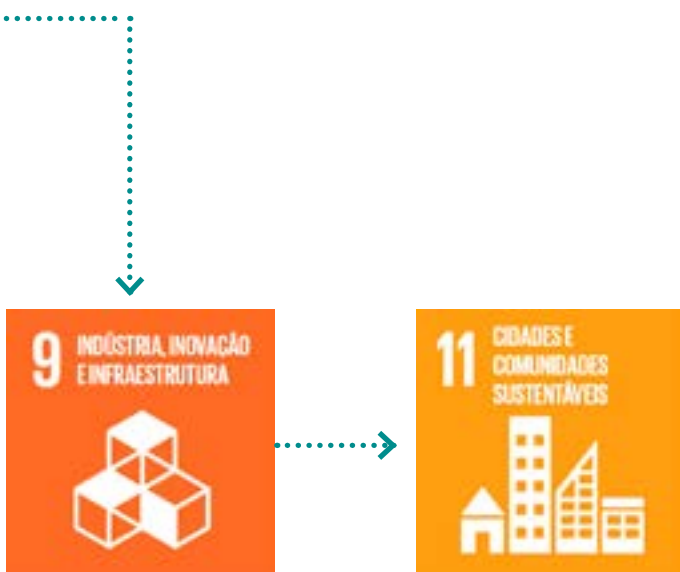 9
INDÚSTRIA, INOVAÇÃO
E INFRAESTRUTURA
11
CIDADES E
COMUNIDADES
SUSTENTÁVEIS